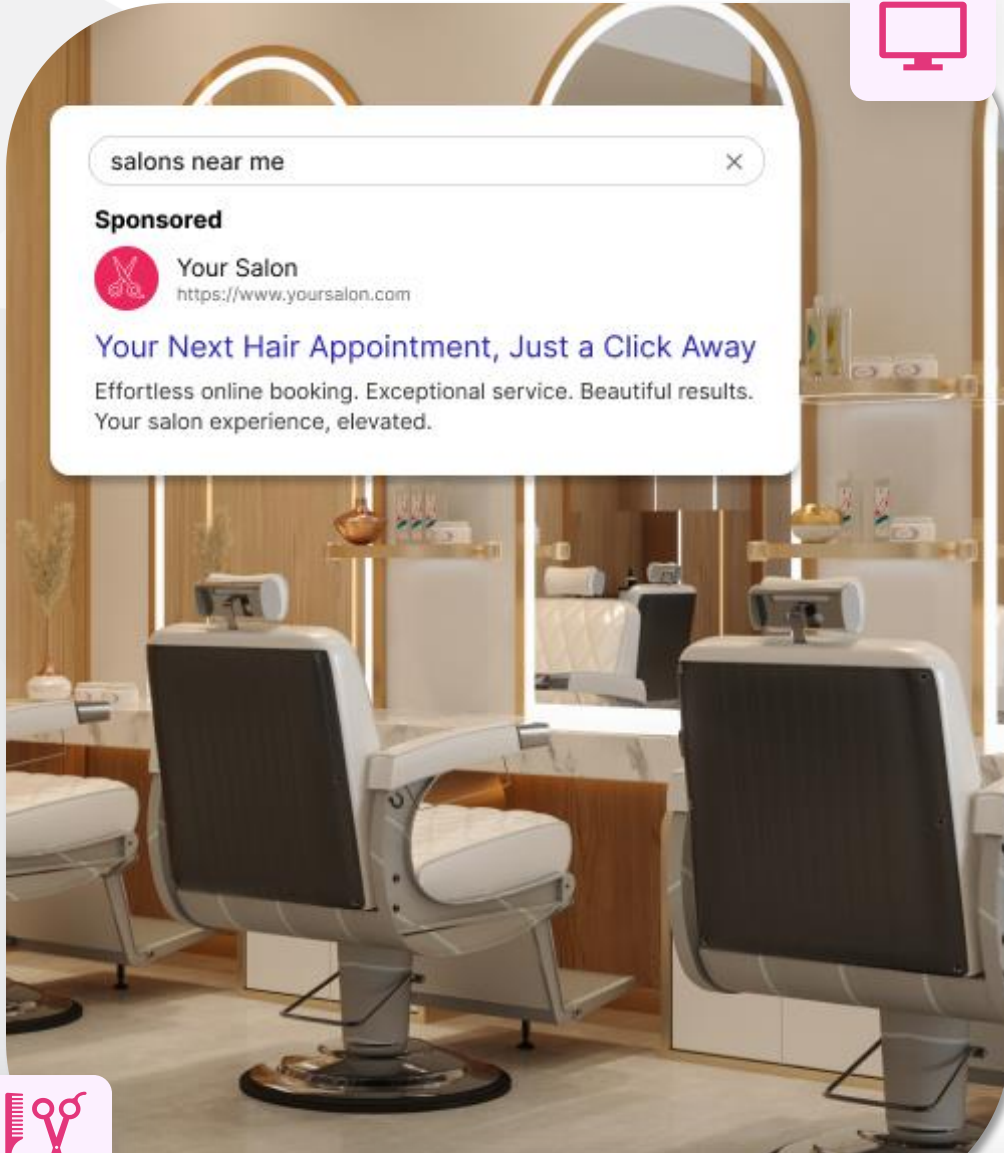 salons near me
Sponsored
Your Salon
https://www.yoursalon.com
Your Next Hair Appointment, Just a Click Away
Effortless online booking. Exceptional service. Beautiful results.
Your salon experience, elevated.